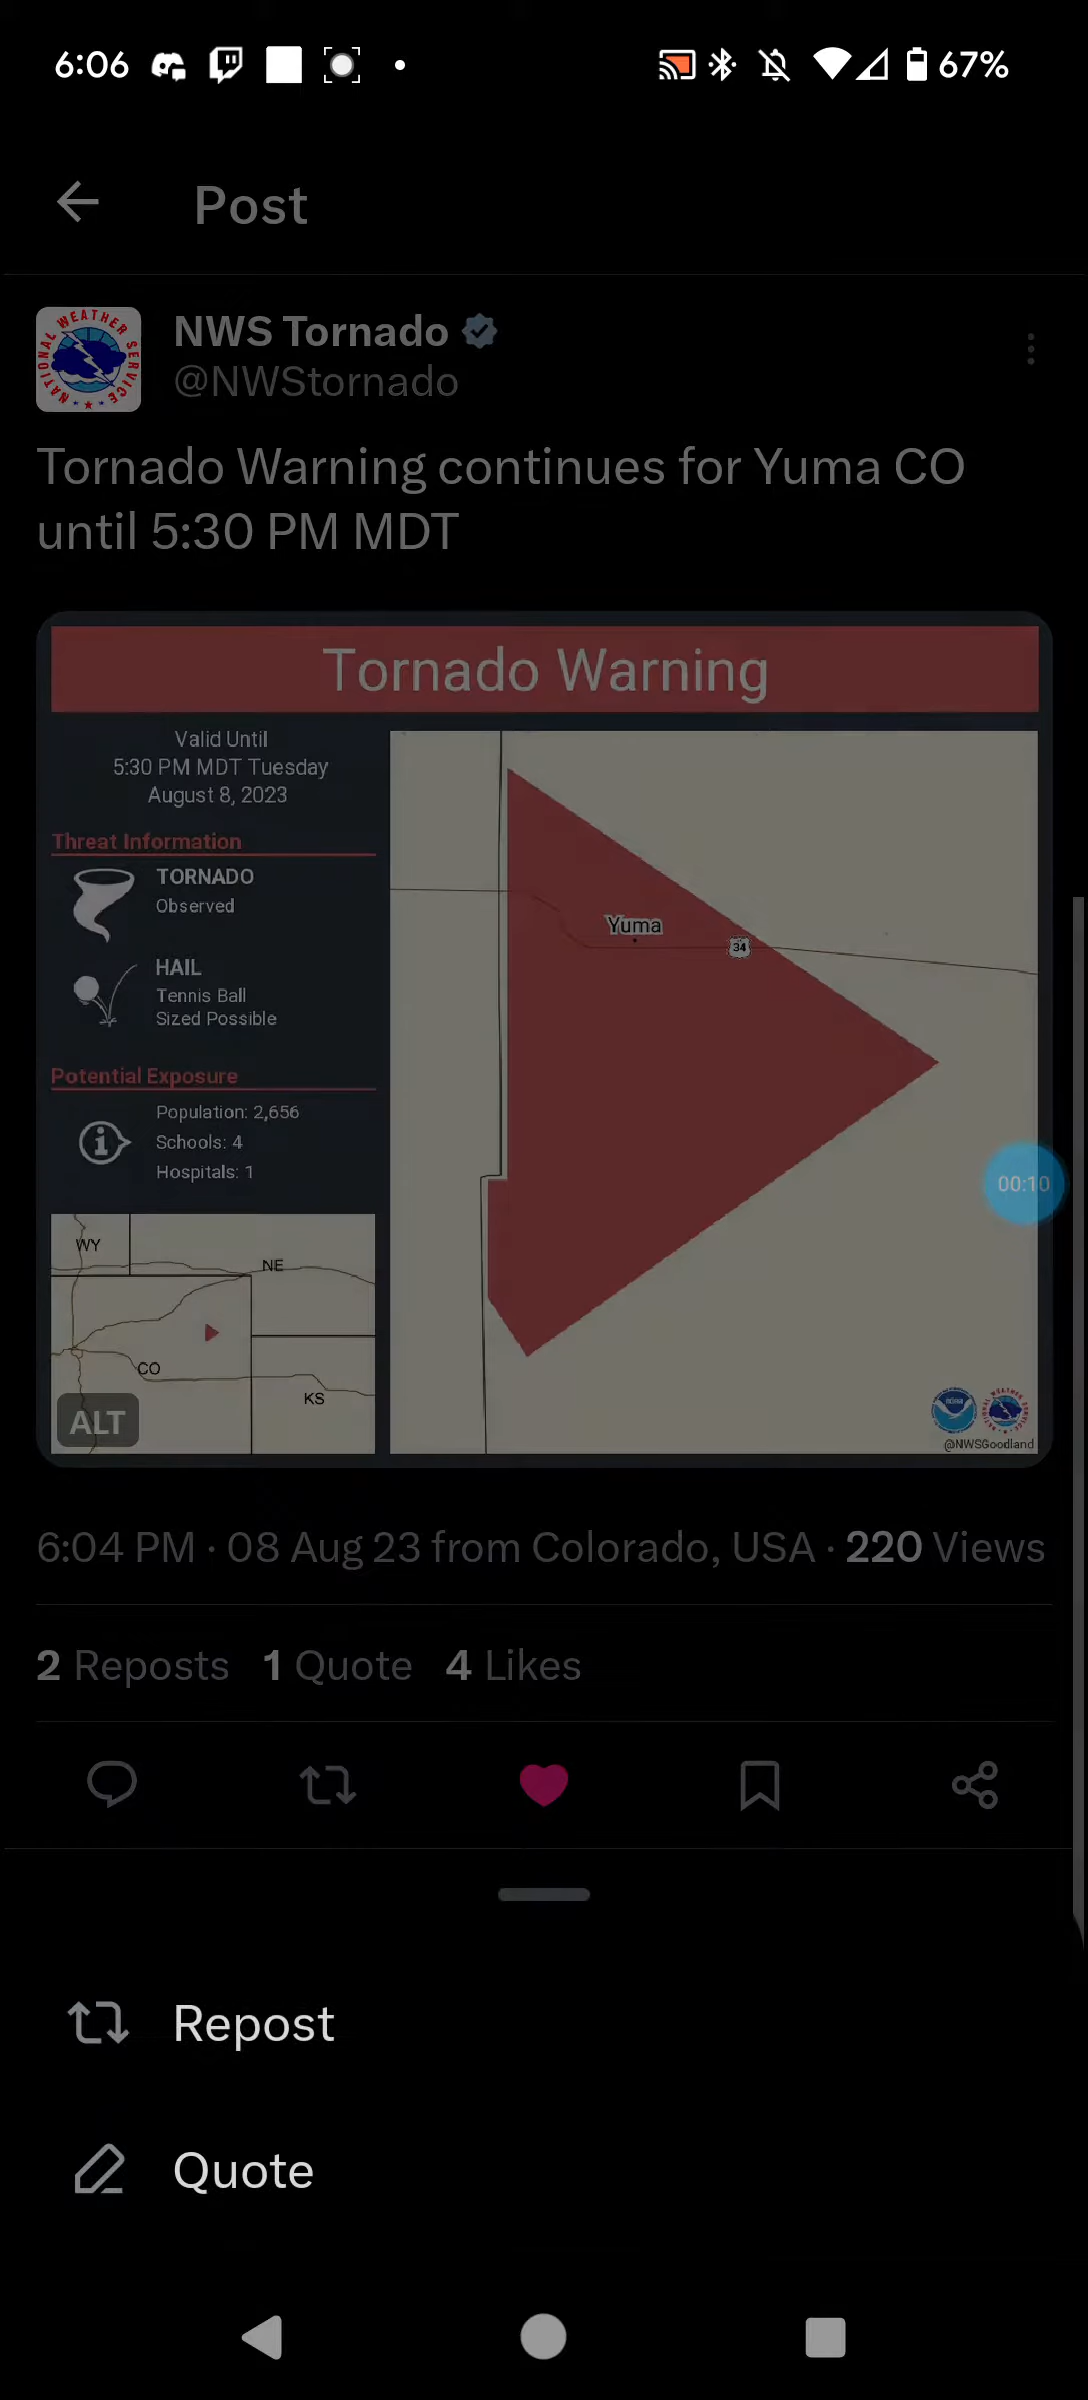 6:06
67%
Post
NWS Tornado
@NWStornado
Tornado Warning continues for Yuma CO
until 5:30 PM MDT
Tornado Warning
Valid Until
5:30 PM MDT Tuesday
August 8, 2023
Threat Information
TORNADO
Observed
HAIL
Tennis Ball
Sized Possible
Potential Exposure
Population: 2,656
Schools: 4
Hospitals: 1
Yuma
34
00:10
WY
NE
CO
KS
ALT
@NWSGoodland
6:04 PM · 08 Aug 23 from Colorado, USA · 220 Views
2 Reposts 1 Quote 4 Likes
Repost
Quote
NATIONAL WEATHER SERVICE